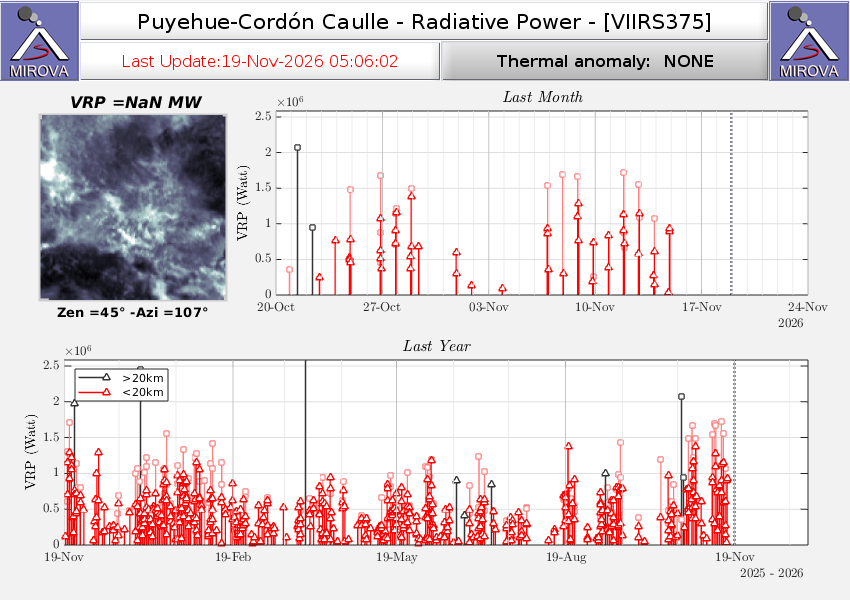 MIROVA
Puyehue-Cordón Caulle - Radiative Power - [VIIRS375]
MIROVA
Last Update:19-Nov-2026 05:06:02
Thermal anomaly: NONE
VRP =NaN MW
Zen =45° -Azi =107°
Last Month
×10⁶
VRP (Watt)
2.5
2
1.5
1
0.5
0
20-Oct
27-Oct
03-Nov
10-Nov
17-Nov
24-Nov
2026
Last Year
×10⁶
VRP (Watt)
2.5
2
1.5
1
0.5
0
>20km
<20km
19-Nov
19-Feb
19-May
19-Aug
19-Nov
2025 - 2026